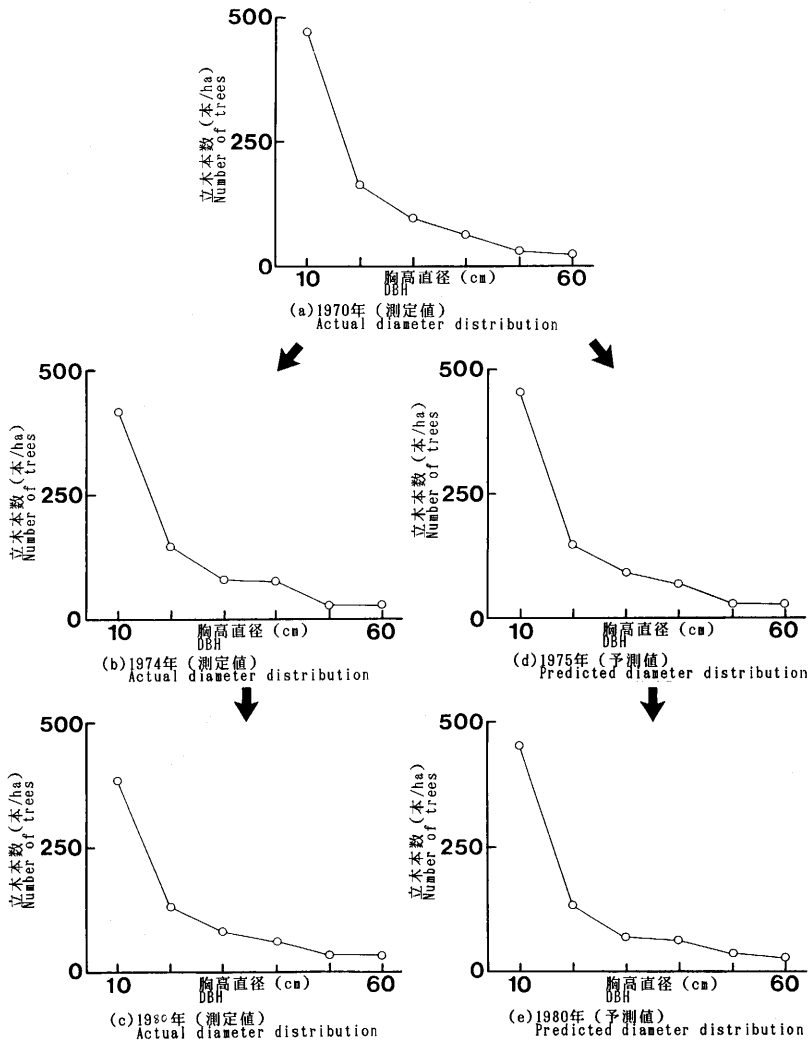 500
250
0
立木本数 (本/ha)
Number of trees
10
胸高直径 (cm)
60
DBH
(a)1970年 (測定値)
Actual diameter distribution
500
250
0
立木本数 (本/ha)
Number of trees
10
胸高直径 (cm)
60
DBH
(b)1974年 (測定値)
Actual diameter distribution
500
250
0
立木本数 (本/ha)
Number of trees
10
胸高直径 (cm)
60
DBH
(d)1975年 (予測値)
Predicted diameter distribution
500
250
0
立木本数 (本/ha)
Number of trees
10
胸高直径 (cm)
60
DBH
(c)1980年 (測定値)
Actual diameter distribution
500
250
0
立木本数 (本/ha)
Number of trees
10
胸高直径 (cm)
60
DBH
(e)1980年 (予測値)
Predicted diameter distribution